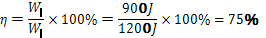 η = W₁/W₁ × 100% = 900J/1200J × 100% = 75%